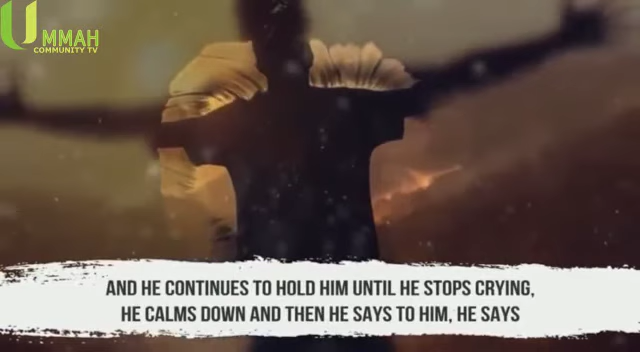 UMMAH
COMMUNITY TV
AND HE CONTINUES TO HOLD HIM UNTIL HE STOPS CRYING,
HE CALMS DOWN AND THEN HE SAYS TO HIM, HE SAYS